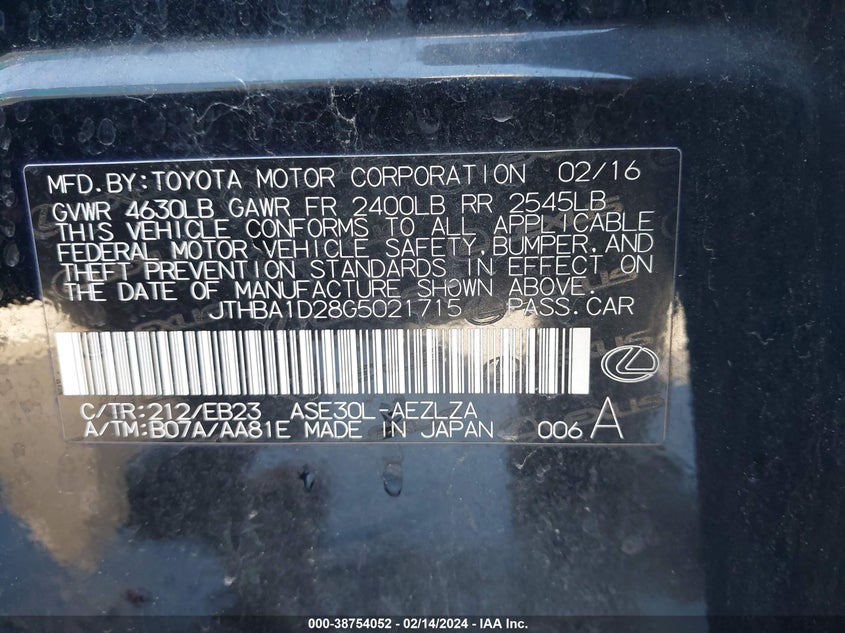 MFD.BY:TOYOTA MOTOR CORPORATION 02/16
GVWR 4630LB GAWR FR 2400LB RR 2545LB
THIS VEHICLE CONFORMS TO ALL APPLICABLE
FEDERAL MOTOR VEHICLE SAFETY,BUMPER,AND
THEFT PREVENTION STANDARDS IN EFFECT ON
THE DATE OF MANUFACTURE SHOWN ABOVE.
JTHBA1D28G5021715 PASS.CAR
C/TR:212/EB23 ASE30L-AEZLZA
A/TM:B07A/AA81E MADE IN JAPAN 006 A
000-38754052 - 02/14/2024 - IAA Inc.